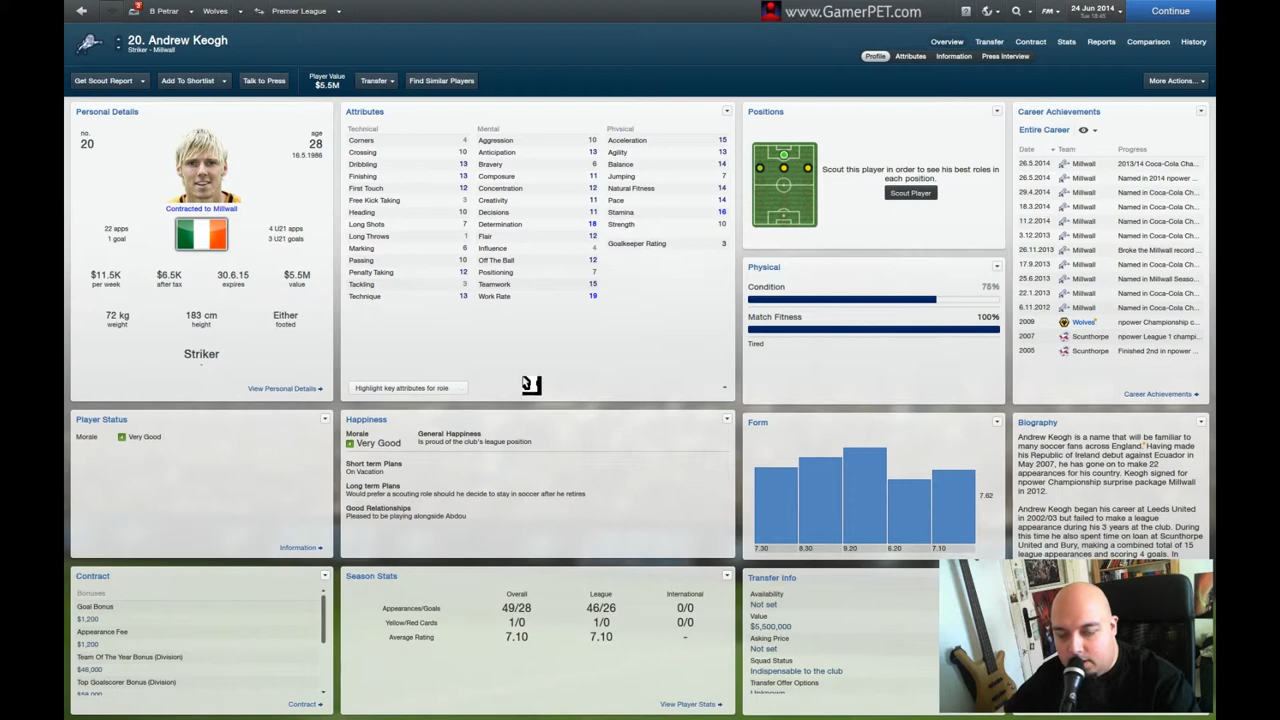 3 B Petrar Wolves Premier League www.GamerPET.com FM 24 Jun 2014 Tue 18:45 Continue
20. Andrew Keogh
Striker - Millwall
Overview Transfer Contract Stats Reports Comparison History
Profile Attributes Information Press Interview
Get Scout Report Add To Shortlist Talk to Press Player Value $5.5M Transfer Find Similar Players More Actions...
Personal Details
no. 20
age 28
16.5.1986
Contracted to Millwall
22 apps
1 goal
4 U21 apps
3 U21 goals
$11.5K per week
$6.5K after tax
30.6.15 expires
$5.5M value
72 kg weight
183 cm height
Either footed
Striker
-
View Personal Details
Attributes
Technical Mental Physical
Corners 4 Aggression 10 Acceleration 15
Crossing 10 Anticipation 13 Agility 13
Dribbling 13 Bravery 6 Balance 14
Finishing 13 Composure 11 Jumping 7
First Touch 12 Concentration 12 Natural Fitness 14
Free Kick Taking 3 Creativity 11 Pace 14
Heading 10 Decisions 11 Stamina 16
Long Shots 7 Determination 18 Strength 10
Long Throws 1 Flair 12
Goalkeeper Rating 3
Marking 6 Influence 4
Passing 10 Off The Ball 12
Penalty Taking 12 Positioning 7
Tackling 3 Teamwork 15
Technique 13 Work Rate 19
Highlight key attributes for role
-
Positions
Scout this player in order to see his best roles in
each position.
Scout Player
Physical
Condition 75%
Match Fitness 100%
Tired
Career Achievements
Entire Career
Date Team Progress
26.5.2014 Millwall 2013/14 Coca-Cola Cha...
26.5.2014 Millwall Named in 2014 npower ...
29.4.2014 Millwall Named in Coca-Cola Ch...
18.3.2014 Millwall Named in Coca-Cola Ch...
11.2.2014 Millwall Named in Coca-Cola Ch...
3.12.2013 Millwall Named in Coca-Cola Ch...
26.11.2013 Millwall Broke the Millwall record ...
17.9.2013 Millwall Named in Coca-Cola Ch...
25.6.2013 Millwall Named in Millwall Seaso...
22.1.2013 Millwall Named in Coca-Cola Ch...
6.11.2012 Millwall Named in Coca-Cola Ch...
2009 Wolves npower Championship c...
2007 Scunthorpe npower League 1 champi...
2005 Scunthorpe Finished 2nd in npower ...
Career Achievements
Player Status
Morale Very Good
Information
Happiness
Morale
Very Good
General Happiness
Is proud of the club's league position
Short term Plans
On Vacation
Long term Plans
Would prefer a scouting role should he decide to stay in soccer after he retires
Good Relationships
Pleased to be playing alongside Abdou
Form
7.62
7.30 8.30 9.20 6.20 7.10
Biography
Andrew Keogh is a name that will be familiar to
many soccer fans across England. Having made
his Republic of Ireland debut against Ecuador in
May 2007, he has gone on to make 22
appearances for his country. Keogh signed for
npower Championship surprise package Millwall
in 2012.
Andrew Keogh began his career at Leeds United
in 2002/03 but failed to make a league
appearance during his 3 years at the club. During
this time he also spent time on loan at Scunthorpe
United and Bury, making a combined total of 15
league appearances and scoring 4 goals. In
Contract
Bonuses
Goal Bonus
$1,200
Appearance Fee
$1,200
Team Of The Year Bonus (Division)
$46,000
Top Goalscorer Bonus (Division)
Contract
Season Stats
Overall League International
Appearances/Goals 49/28 46/26 0/0
Yellow/Red Cards 1/0 1/0 0/0
Average Rating 7.10 7.10 -
View Player Stats
Transfer Info
Availability
Not set
Value
$5,500,000
Asking Price
Not set
Squad Status
Indispensable to the club
Transfer Offer Options
Unknown